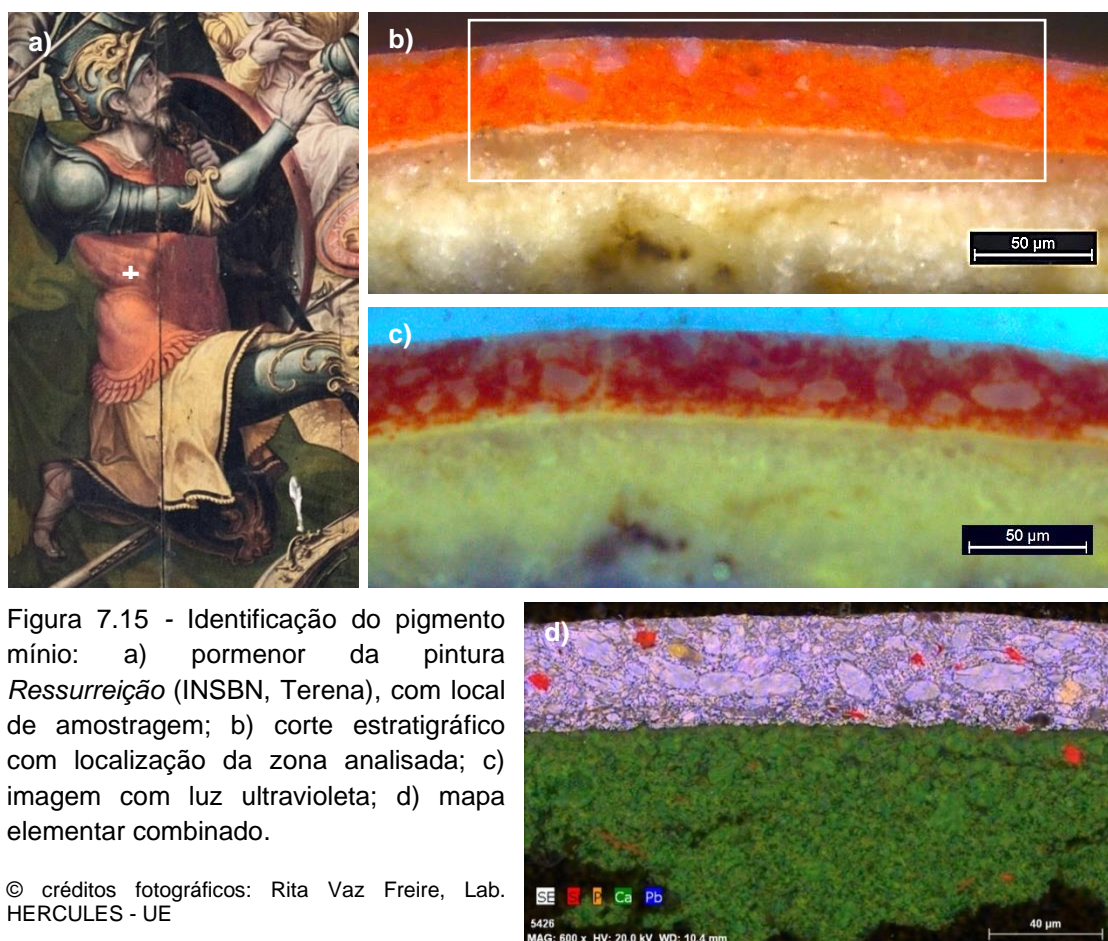 a)
b)
50 µm
c)
50 µm
Figura 7.15 - Identificação do pigmento
mínio: a) pormenor da pintura
Ressurreição (INSBN, Terena), com local
de amostragem; b) corte estratigráfico
com localização da zona analisada; c)
imagem com luz ultravioleta; d) mapa
elementar combinado.
© créditos fotográficos: Rita Vaz Freire, Lab.
HERCULES - UE
d)
SE Si P Ca Pb
5426
MAG: 600 x HV: 20.0 kV WD: 10.4 mm
40 µm